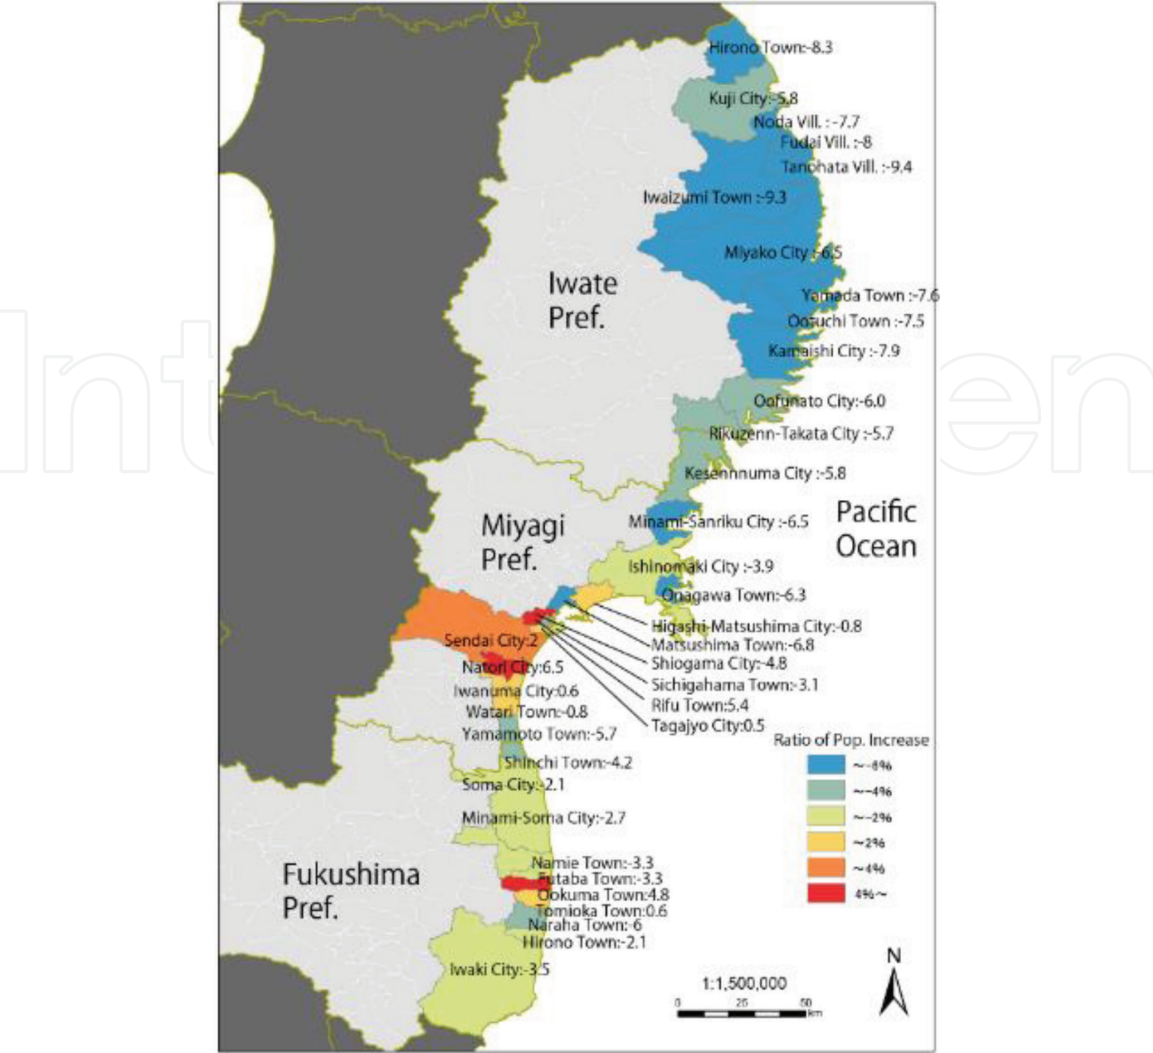 Hirono Town:-8.3
Kuji City:-5.8
Noda Vill. :-7.7
Fudai Vill. :-8
Tanohata Vill. :-9.4
Iwaizumi Town :-9.3
Miyako City :-6.5
Iwate
Pref.
Yamada Town :-7.6
Ootuchi Town :-7.5
Inten
Kamaishi City :-7.9
Oofunato City:-6.0
Rikuzenn-Takata City :-5.7
Kesennnuma City :-5.8
Miyagi
Pref.
Minami-Sanriku City :-6.5
Pacific
Ocean
Ishinomaki City :-3.9
Onagawa Town:-6.3
Higashi-Matsushima City:-0.8
Matsushima Town:-6.8
Shiogama City:-4.8
Sichigahama Town:-3.1
Rifu Town:5.4
Tagajyo City:0.5
Sendai City:2
Natori City:6.5
Iwanuma City:0.6
Watari Town:-0.8
Yamamoto Town:-5.7
Shinchi Town:-4.2
Soma City:-2.1
Minami-Soma City:-2.7
Ratio of Pop. Increase
~-6%
~-4%
~-2%
~2%
~4%
4%~
Fukushima
Pref.
Namie Town:-3.3
Futaba Town:-3.3
Ookuma Town:4.8
Tomioka Town:0.6
Naraha Town:-6
Hirono Town:-2.1
Iwaki City:-3.5
N
1:1,500,000
0 25 50
km